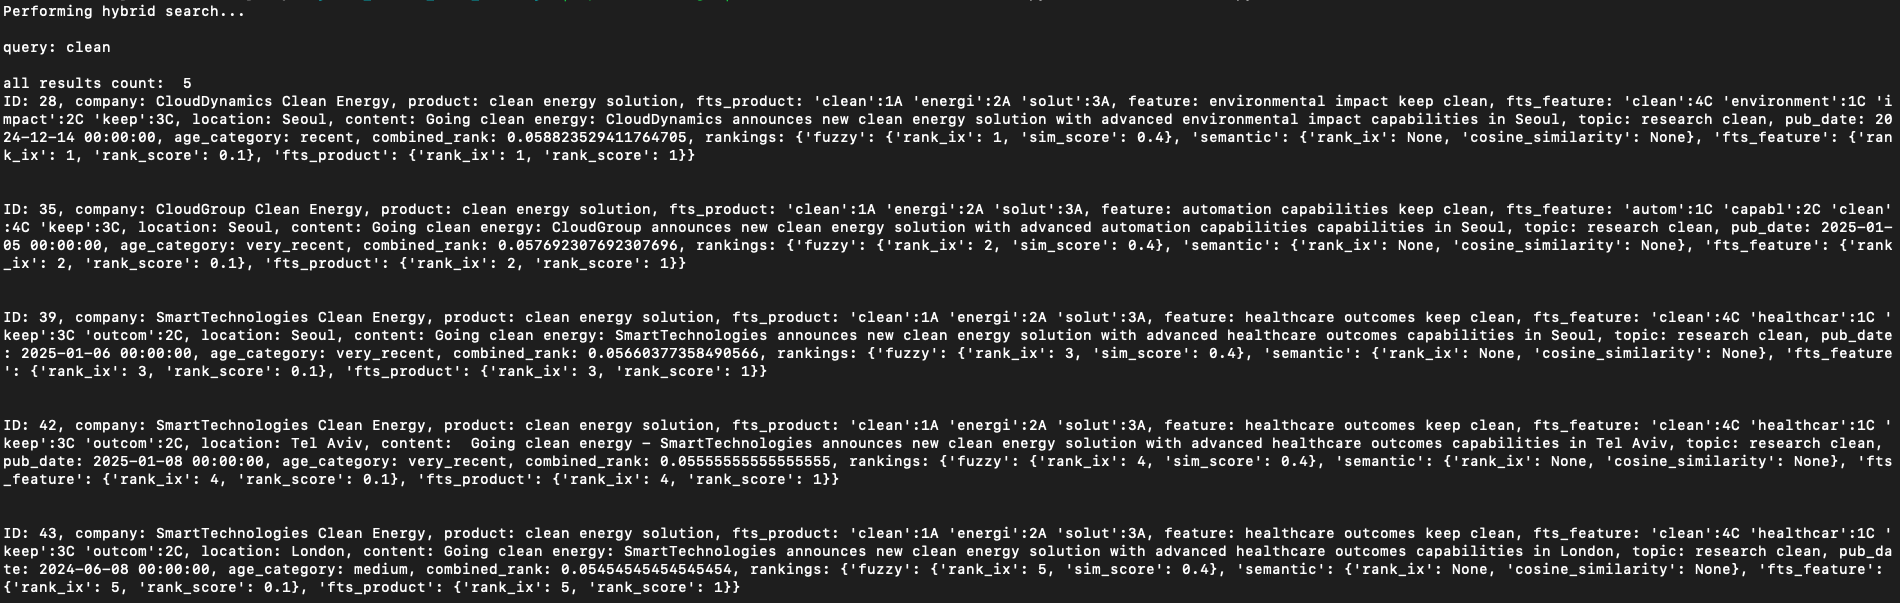 Performing hybrid search...
query: clean
all results count:  5
ID: 28, company: CloudDynamics Clean Energy, product: clean energy solution, fts_product: 'clean':1A 'energi':2A 'solut':3A, feature: environmental impact keep clean, fts_feature: 'clean':4C 'environment':1C 'i
mpact':2C 'keep':3C, location: Seoul, content: Going clean energy: CloudDynamics announces new clean energy solution with advanced environmental impact capabilities in Seoul, topic: research clean, pub_date: 20
24-12-14 00:00:00, age_category: recent, combined_rank: 0.058823529411764705, rankings: {'fuzzy': {'rank_ix': 1, 'sim_score': 0.4}, 'semantic': {'rank_ix': None, 'cosine_similarity': None}, 'fts_feature': {'ran
k_ix': 1, 'rank_score': 0.1}, 'fts_product': {'rank_ix': 1, 'rank_score': 1}}
ID: 35, company: CloudGroup Clean Energy, product: clean energy solution, fts_product: 'clean':1A 'energi':2A 'solut':3A, feature: automation capabilities keep clean, fts_feature: 'autom':1C 'capabl':2C 'clean'
:4C 'keep':3C, location: Seoul, content: Going clean energy: CloudGroup announces new clean energy solution with advanced automation capabilities capabilities in Seoul, topic: research clean, pub_date: 2025-01-
05 00:00:00, age_category: very_recent, combined_rank: 0.057692307692307696, rankings: {'fuzzy': {'rank_ix': 2, 'sim_score': 0.4}, 'semantic': {'rank_ix': None, 'cosine_similarity': None}, 'fts_feature': {'rank
_ix': 2, 'rank_score': 0.1}, 'fts_product': {'rank_ix': 2, 'rank_score': 1}}
ID: 39, company: SmartTechnologies Clean Energy, product: clean energy solution, fts_product: 'clean':1A 'energi':2A 'solut':3A, feature: healthcare outcomes keep clean, fts_feature: 'clean':4C 'healthcar':1C '
keep':3C 'outcom':2C, location: Seoul, content: Going clean energy: SmartTechnologies announces new clean energy solution with advanced healthcare outcomes capabilities in Seoul, topic: research clean, pub_date
: 2025-01-06 00:00:00, age_category: very_recent, combined_rank: 0.05660377358490566, rankings: {'fuzzy': {'rank_ix': 3, 'sim_score': 0.4}, 'semantic': {'rank_ix': None, 'cosine_similarity': None}, 'fts_feature
': {'rank_ix': 3, 'rank_score': 0.1}, 'fts_product': {'rank_ix': 3, 'rank_score': 1}}
ID: 42, company: SmartTechnologies Clean Energy, product: clean energy solution, fts_product: 'clean':1A 'energi':2A 'solut':3A, feature: healthcare outcomes keep clean, fts_feature: 'clean':4C 'healthcar':1C '
keep':3C 'outcom':2C, location: Tel Aviv, content:  Going clean energy – SmartTechnologies announces new clean energy solution with advanced healthcare outcomes capabilities in Tel Aviv, topic: research clean,
pub_date: 2025-01-08 00:00:00, age_category: very_recent, combined_rank: 0.05555555555555555, rankings: {'fuzzy': {'rank_ix': 4, 'sim_score': 0.4}, 'semantic': {'rank_ix': None, 'cosine_similarity': None}, 'fts
_feature': {'rank_ix': 4, 'rank_score': 0.1}, 'fts_product': {'rank_ix': 4, 'rank_score': 1}}
ID: 43, company: SmartTechnologies Clean Energy, product: clean energy solution, fts_product: 'clean':1A 'energi':2A 'solut':3A, feature: healthcare outcomes keep clean, fts_feature: 'clean':4C 'healthcar':1C '
keep':3C 'outcom':2C, location: London, content: Going clean energy: SmartTechnologies announces new clean energy solution with advanced healthcare outcomes capabilities in London, topic: research clean, pub_da
te: 2024-06-08 00:00:00, age_category: medium, combined_rank: 0.05454545454545454, rankings: {'fuzzy': {'rank_ix': 5, 'sim_score': 0.4}, 'semantic': {'rank_ix': None, 'cosine_similarity': None}, 'fts_feature':
{'rank_ix': 5, 'rank_score': 0.1}, 'fts_product': {'rank_ix': 5, 'rank_score': 1}}